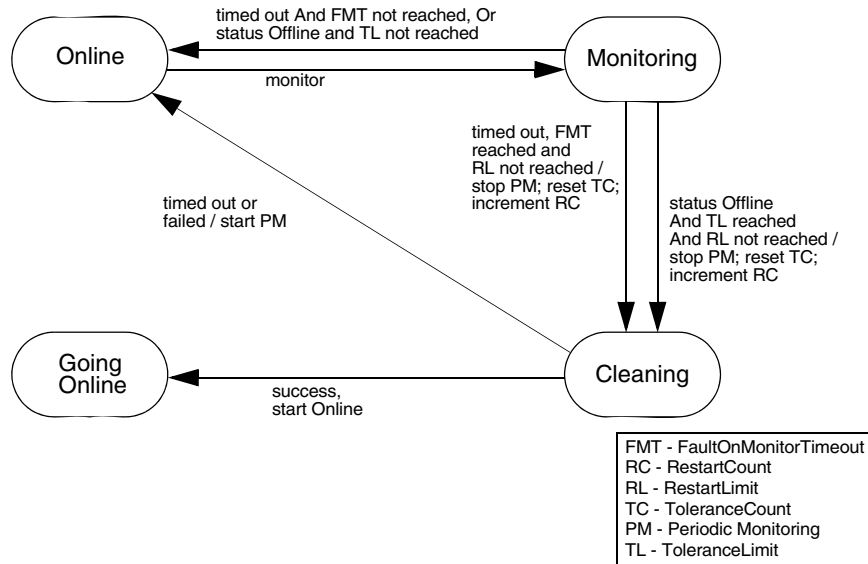 timed out And FMT not reached, Or
status Offline and TL not reached
Online
Monitoring
monitor
timed out, FMT
reached and
RL not reached /
stop PM; reset TC;
increment RC
timed out or
failed / start PM
status Offline
And TL reached
And RL not reached /
stop PM; reset TC;
increment RC
Going
Online
Cleaning
success,
start Online
FMT - FaultOnMonitorTimeout
RC - RestartCount
RL - RestartLimit
TC - ToleranceCount
PM - Periodic Monitoring
TL - ToleranceLimit